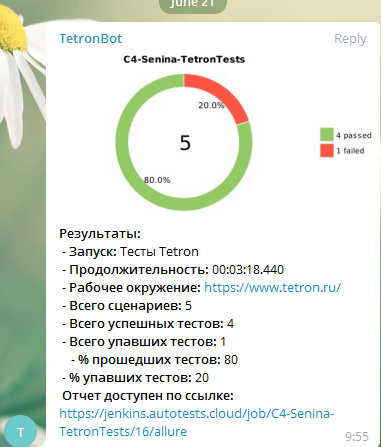 June 21
TetronBot Reply
C4-Senina-TetronTests
20.0%
5
4 passed
1 failed
80.0%
Результаты:
- Запуск: Тесты Tetron
- Продолжительность: 00:03:18.440
- Рабочее окружение: https://www.tetron.ru/
- Всего сценариев: 5
- Всего успешных тестов: 4
- Всего упавших тестов: 1
- % прошедших тестов: 80
- % упавших тестов: 20
Отчет доступен по ссылке:
https://jenkins.autotests.cloud/job/C4-Senina-
TetronTests/16/allure
T
9:55